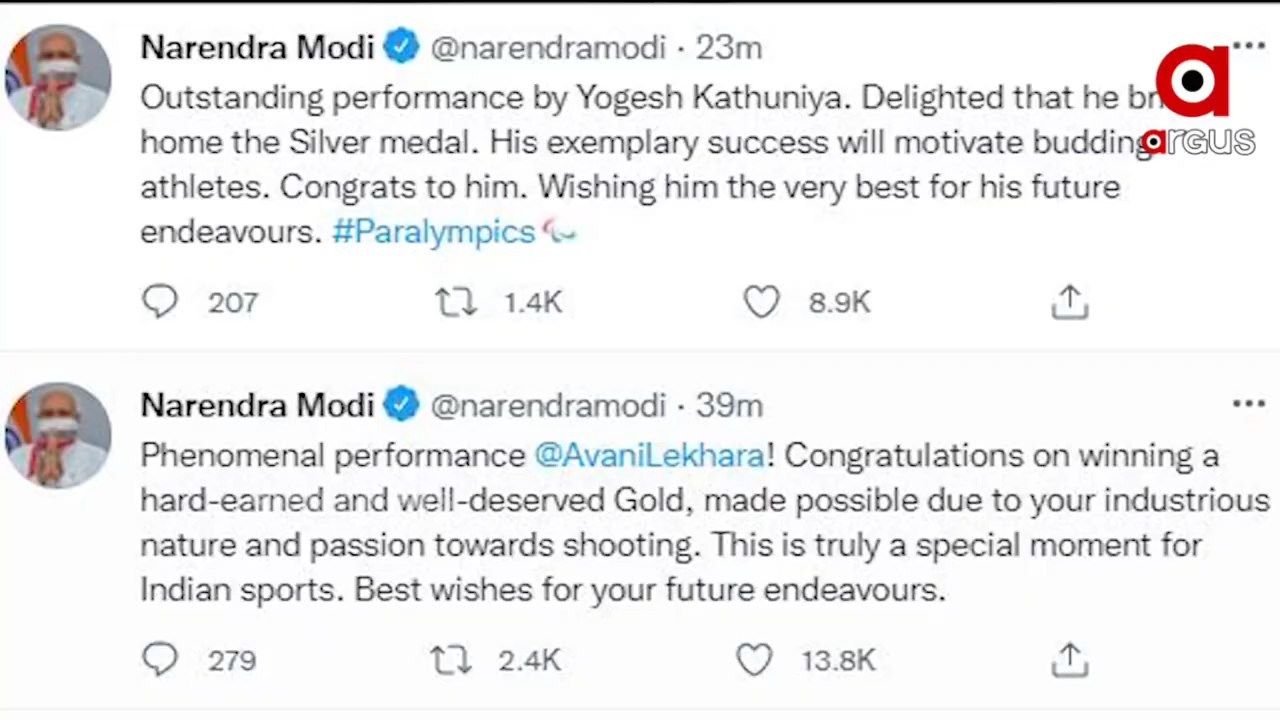 Narendra Modi @narendramodi · 23m
Outstanding performance by Yogesh Kathuniya. Delighted that he
home the Silver medal. His exemplary success will motivate budding
athletes. Congrats to him. Wishing him the very best for his future
endeavours. #Paralympics
207 1.4K 8.9K
Narendra Modi @narendramodi · 39m
Phenomenal performance @AvaniLekhara! Congratulations on winning a
hard-earned and well-deserved Gold, made possible due to your industrious
nature and passion towards shooting. This is truly a special moment for
Indian sports. Best wishes for your future endeavours.
279 2.4K 13.8K
a
argus